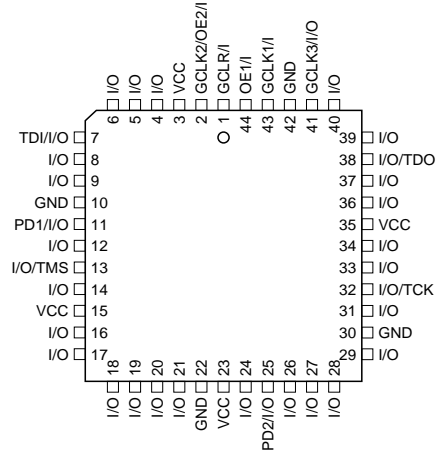 I/O
I/O
I/O
VCC
GCLK2/OE2/I
GCLR/I
OE1/I
GCLK1/I
GND
GCLK3/I/O
I/O
6
5
4
3
2
1
44
43
42
41
40
TDI/I/O 7
I/O 8
I/O 9
GND 10
PD1/I/O 11
I/O 12
I/O/TMS 13
I/O 14
VCC 15
I/O 16
I/O 17
39 I/O
38 I/O/TDO
37 I/O
36 I/O
35 VCC
34 I/O
33 I/O
32 I/O/TCK
31 I/O
30 GND
29 I/O
18
19
20
21
22
23
24
25
26
27
28
I/O
I/O
I/O
I/O
GND
VCC
I/O
PD2/I/O
I/O
I/O
I/O